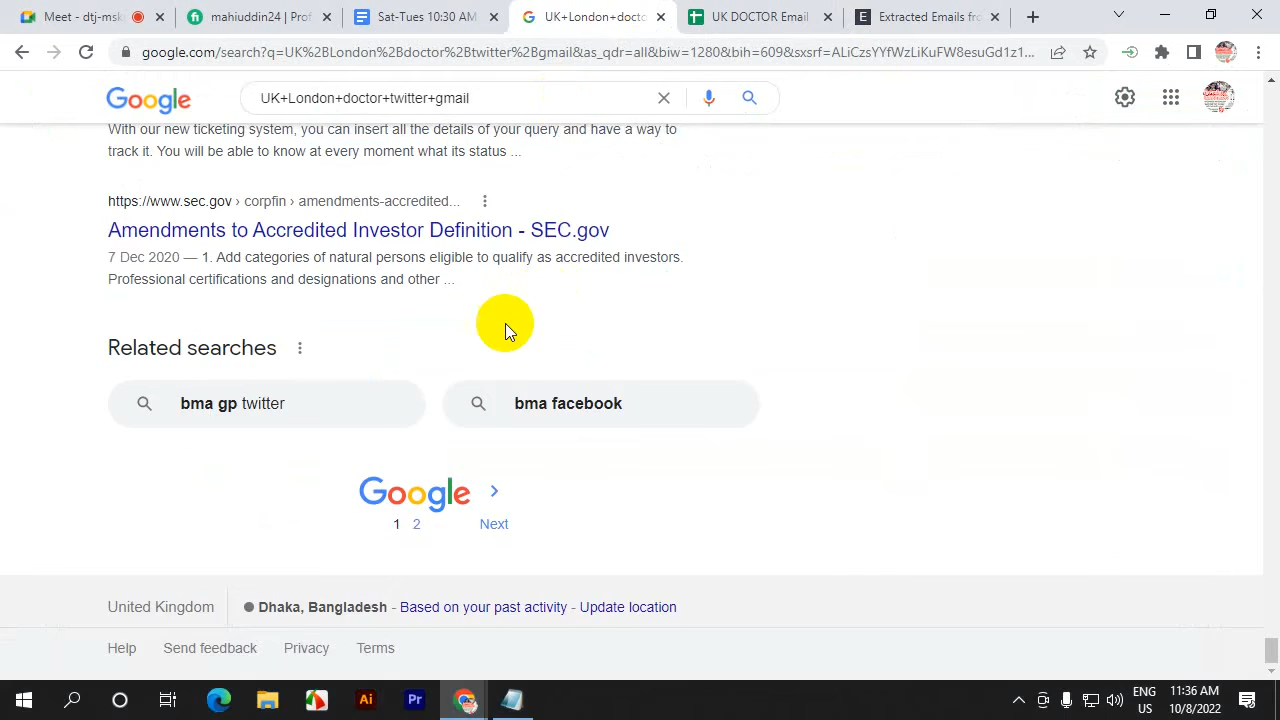 Meet - dtj-msk
mahiuddin24 | Prof
Sat-Tues 10:30 AM
UK+London+docto
UK DOCTOR Email
Extracted Emails fro
google.com/search?q=UK%2BLondon%2Bdoctor%2Btwitter%2Bgmail&as_qdr=all&biw=1280&bih=609&sxsrf=ALiCzsYYfWzLiKuFW8esuGd1z1...
Google
UK+London+doctor+twitter+gmail
With our new ticketing system, you can insert all the details of your query and have a way to
track it. You will be able to know at every moment what its status ...
https://www.sec.gov › corpfin › amendments-accredited...
Amendments to Accredited Investor Definition - SEC.gov
7 Dec 2020 — 1. Add categories of natural persons eligible to qualify as accredited investors.
Professional certifications and designations and other ...
Related searches
bma gp twitter
bma facebook
Google
1 2 Next
United Kingdom
Dhaka, Bangladesh - Based on your past activity - Update location
Help Send feedback Privacy Terms
Ai
Pr
ENG
US
11:36 AM
10/8/2022